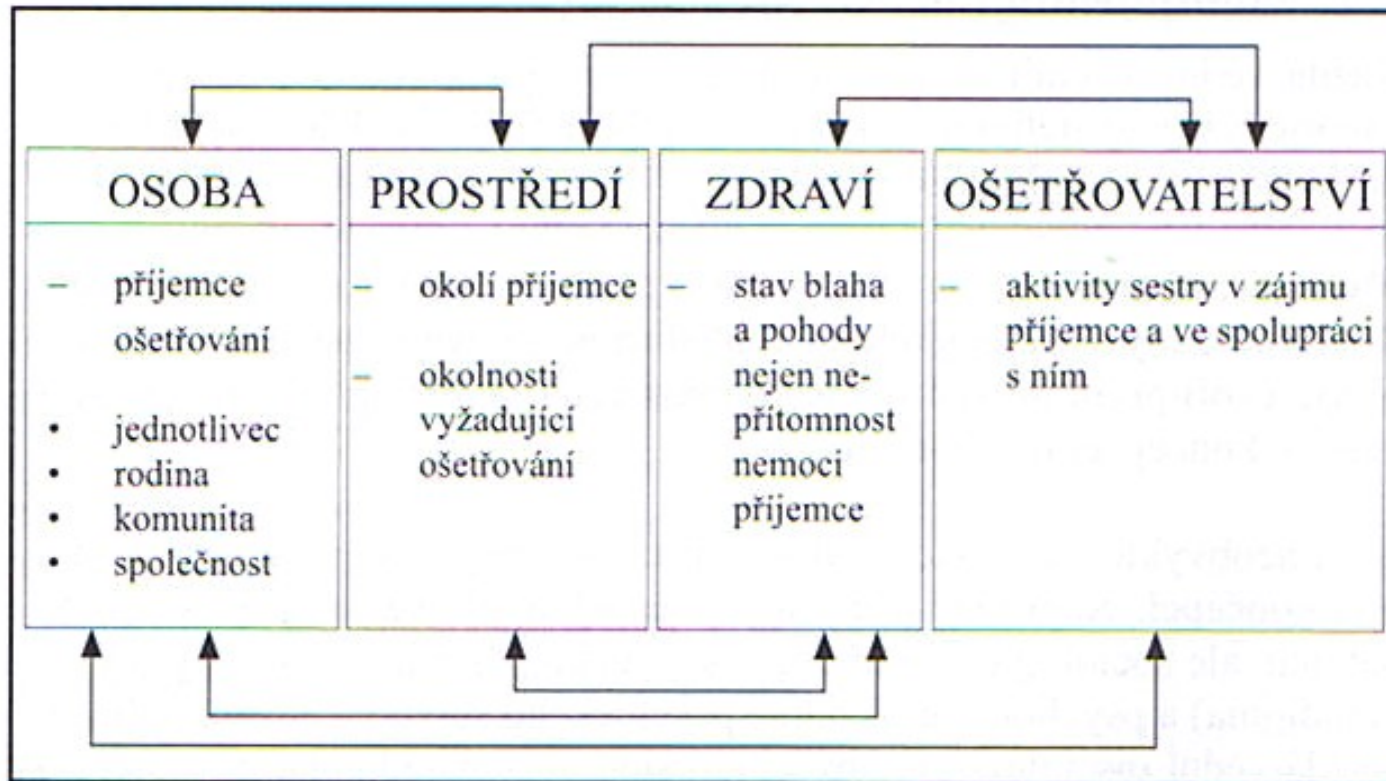 OSOBA
– příjemce
ošetřování
• jednotlivec
• rodina
• komunita
• společnost
PROSTŘEDÍ
– okolí příjemce
– okolnosti
vyžadující
ošetřování
ZDRAVÍ
– stav blaha
a pohody
nejen ne-
přítomnost
nemoci
příjemce
OŠETŘOVATELSTVÍ
– aktivity sestry v zájmu
příjemce a ve spolupráci
s ním